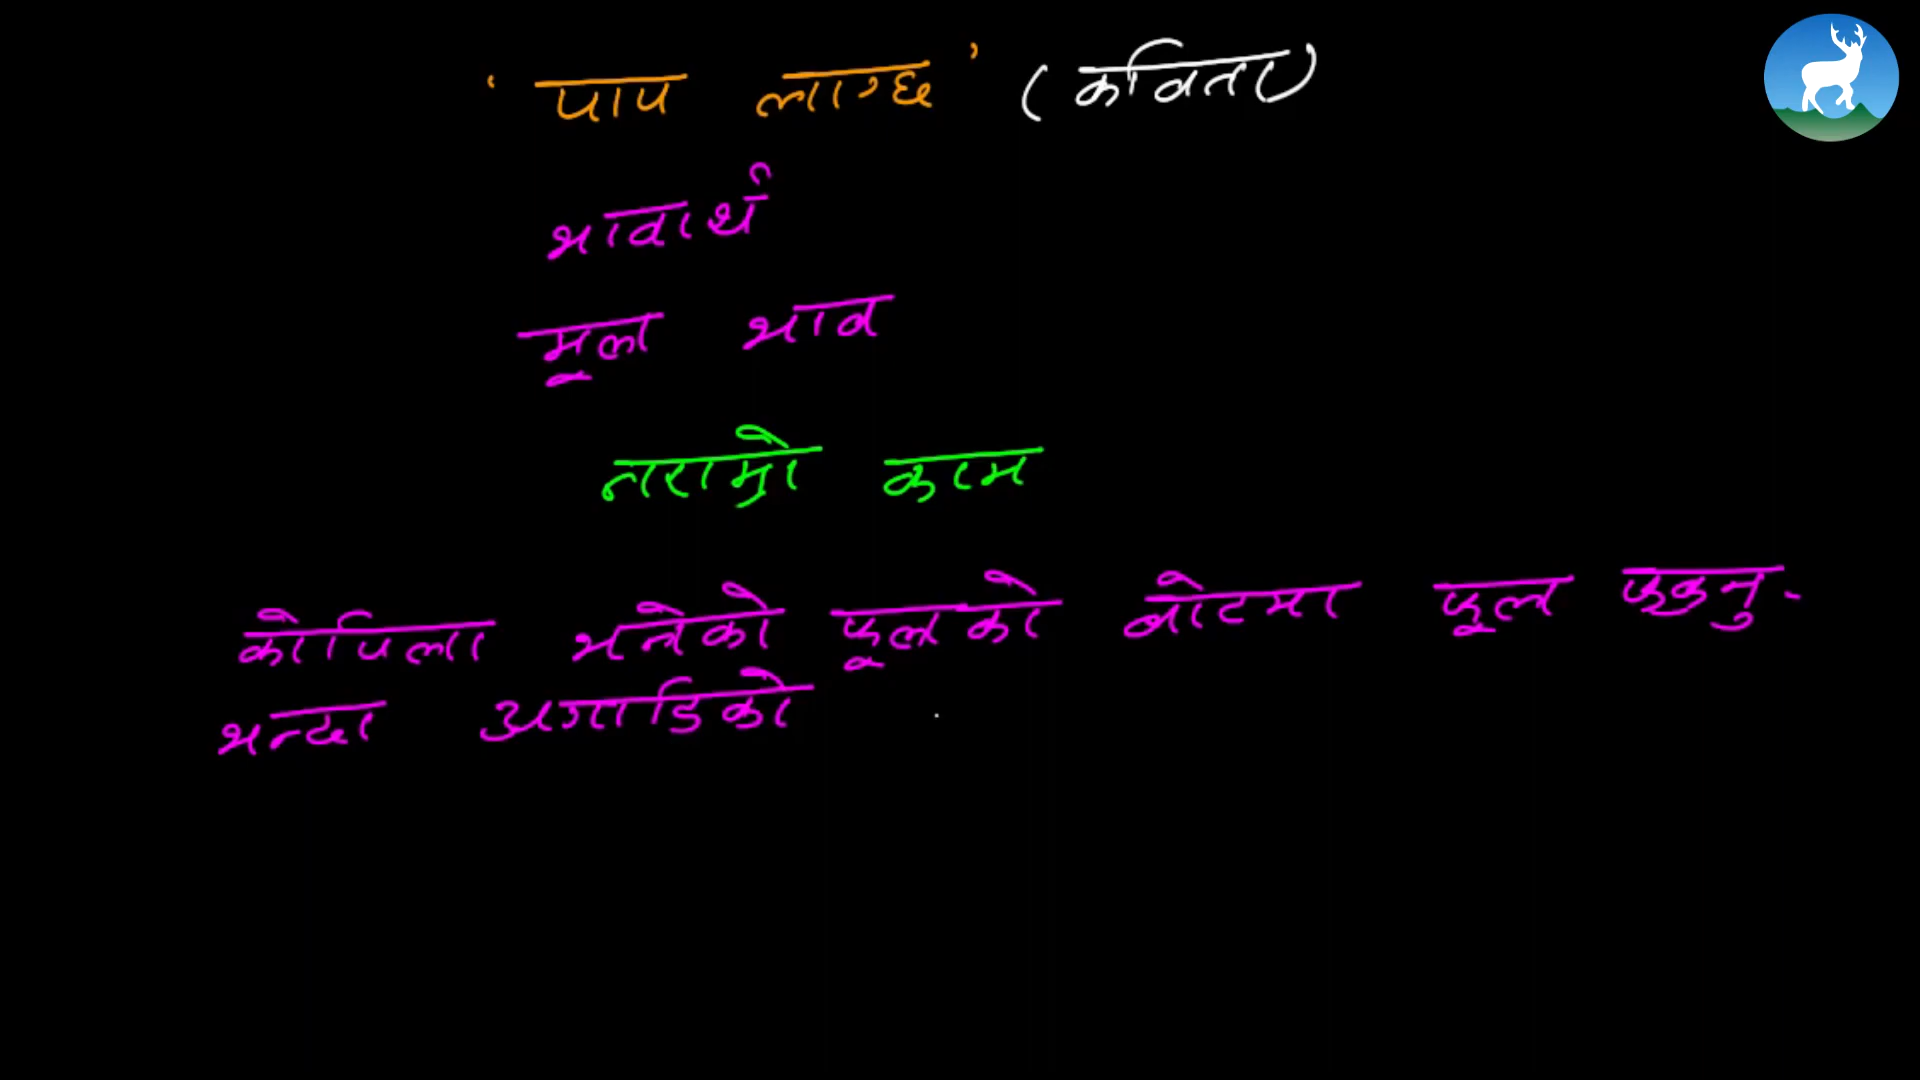 ‘ पाप लाग्छ ’ (कविता)
भावार्थ
मूल भाव
नराम्रो काम
कोपिला भनेको फूलको बोटमा फूल फक्रनु -
भन्दा अगाडिको